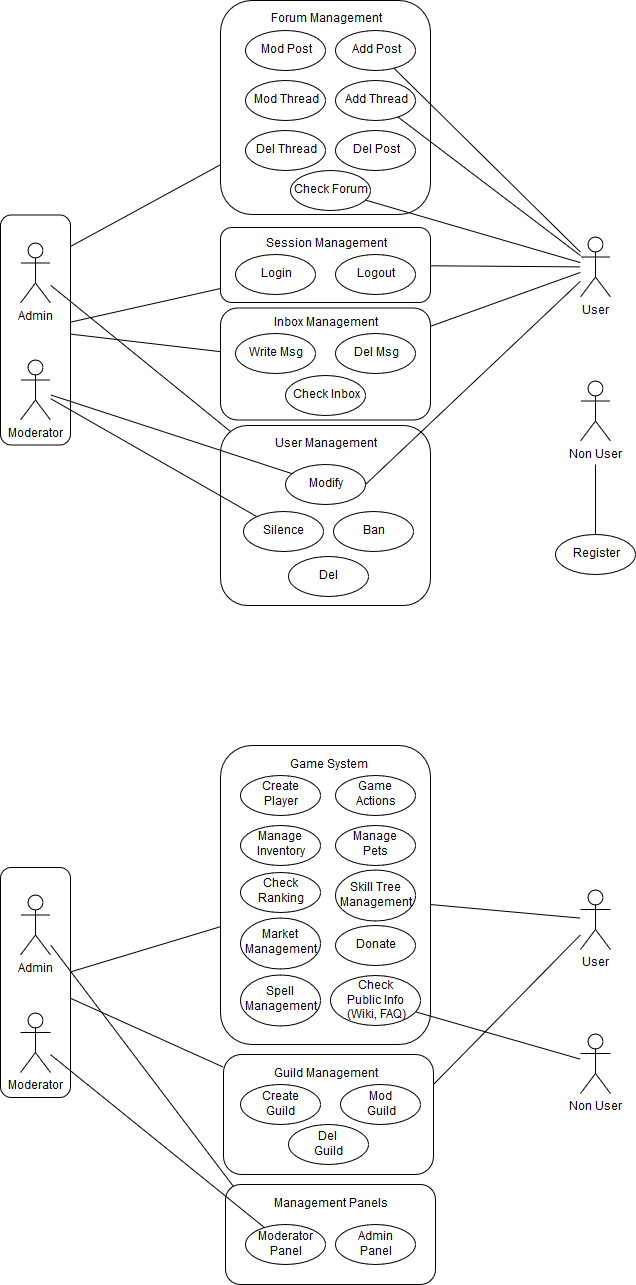 Forum Management
Mod Post
Add Post
Mod Thread
Add Thread
Del Thread
Del Post
Check Forum
Session Management
Login
Logout
Admin
User
Inbox Management
Write Msg
Del Msg
Check Inbox
Moderator
User Management
Modify
Silence
Ban
Del
Non User
Register
Game System
Create
Player
Game
Actions
Manage
Inventory
Manage
Pets
Check
Ranking
Skill Tree
Management
Market
Management
Donate
Spell
Management
Check
Public Info
(Wiki, FAQ)
Admin
User
Moderator
Non User
Guild Management
Create
Guild
Mod
Guild
Del
Guild
Management Panels
Moderator
Panel
Admin
Panel